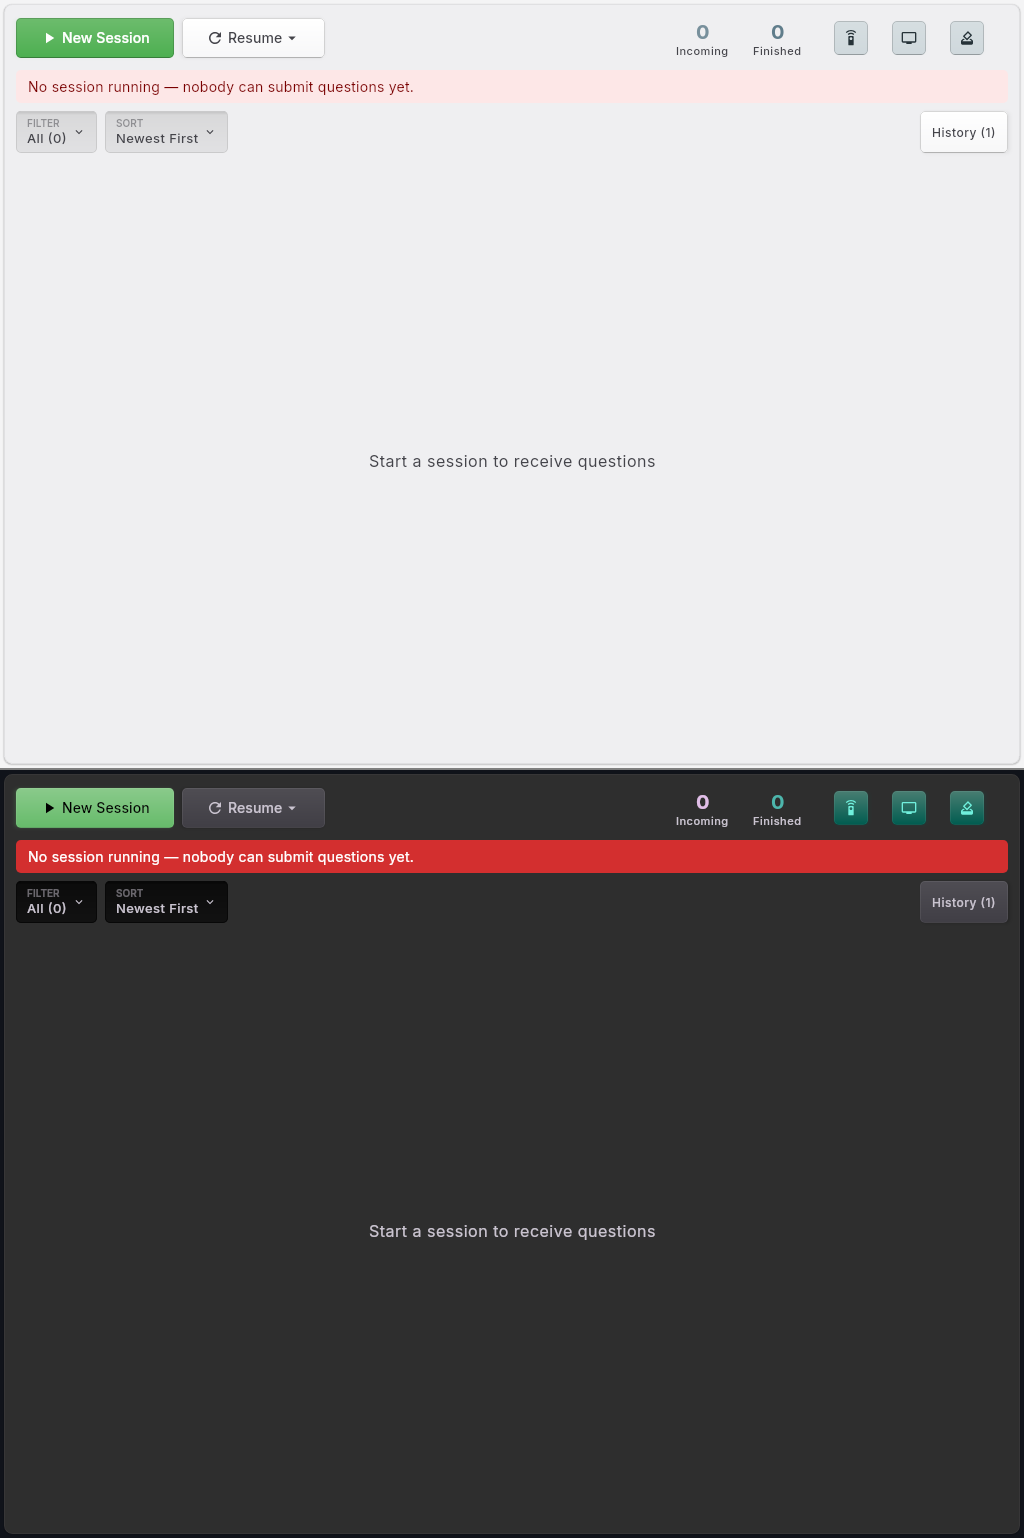 New Session
Resume
0
Incoming
0
Finished
No session running — nobody can submit questions yet.
FILTER
All (0)
SORT
Newest First
History (1)
Start a session to receive questions
New Session
Resume
0
Incoming
0
Finished
No session running — nobody can submit questions yet.
FILTER
All (0)
SORT
Newest First
History (1)
Start a session to receive questions